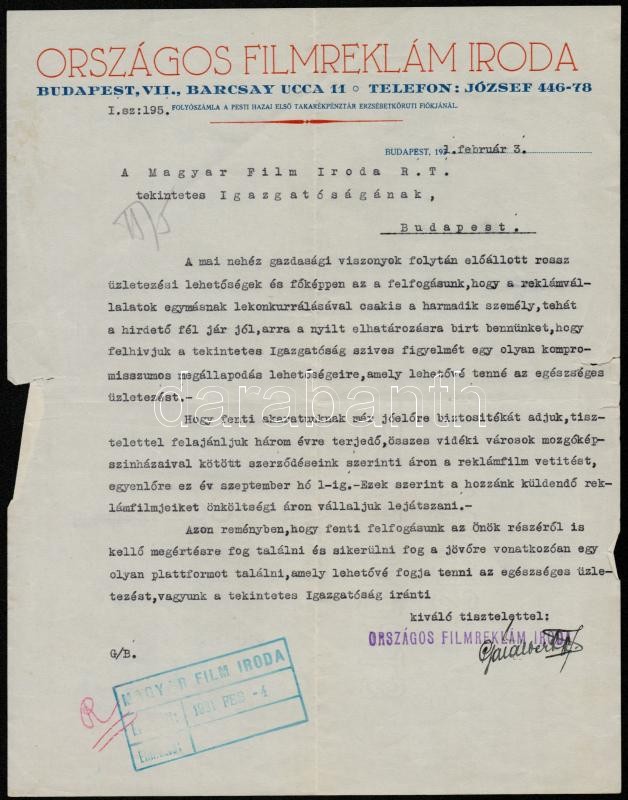 ORSZÁGOS FILMREKLÁM IRODA
BUDAPEST, VII., BARCSAY UCCA 11 ○ TELEFON: JÓZSEF 446-78
I.sz:195. FOLYÓSZÁMLA A PESTI HAZAI ELSŐ TAKARÉKPÉNZTÁR ERZSÉBETKÖRUTI FIÓKJÁNÁL.
BUDAPEST, 1931.február 3.
A Magyar Film Iroda R.T.
tekintetes Igazgatóságának,
Budapest.
A mai nehéz gazdasági viszonyok folytán előállott rossz
üzletezési lehetőségek és főképpen az a felfogásunk,hogy a reklámvál-
lalatok egymásnak lekonkurrálásával csakis a harmadik személy,tehát
a hirdető fél jár jól,arra a nyilt elhatározásra birt bennünket,hogy
felhivjuk a tekintetes Igazgatóság szives figyelmét egy olyan kompro-
misszumos megállapodás lehetőségeire,amely lehetővé tenné az egészséges
üzletezést.-
Hogy fenti akaratunknak már jóelőre biztositékát adjuk,tisz-
telettel felajánljuk három évre terjedő,összes vidéki városok mozgókép-
szinházaival kötött szerződéseink szerinti áron a reklámfilm vetitést,
egyenlőre ez év szeptember hó 1-ig.-Ezek szerint a hozzánk küldendő rek-
lámfilmjeiket önköltségi áron vállaljuk lejátszani.-
Azon reményben,hogy fenti felfogásunk az Önök részéről is
kellő megértésre fog találni és sikerülni fog a jövőre vonatkozóan egy
olyan plattformot találni,amely lehetővé fogja tenni az egészséges üzle-
tezést,vagyunk a tekintetes Igazgatóság iránti
kiváló tisztelettel:
ORSZÁGOS FILMREKLÁM IRODA
G/B.
MAGYAR FILM IRODA
1931 FEB -4
darabanth